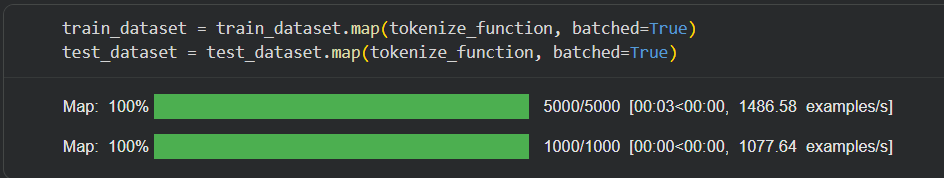 train_dataset = train_dataset.map(tokenize_function, batched=True)
test_dataset = test_dataset.map(tokenize_function, batched=True)
Map: 100% 5000/5000 [00:03<00:00, 1486.58 examples/s]
Map: 100% 1000/1000 [00:00<00:00, 1077.64 examples/s]